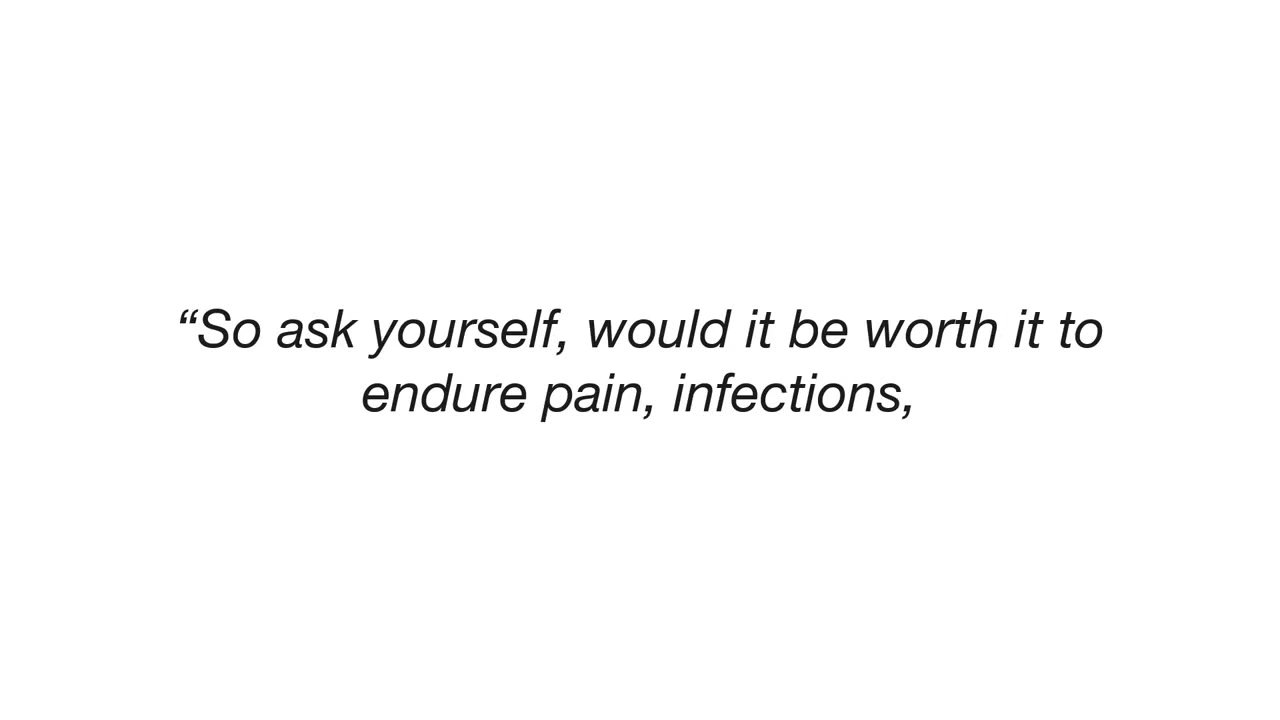 “So ask yourself, would it be worth it to
endure pain, infections,